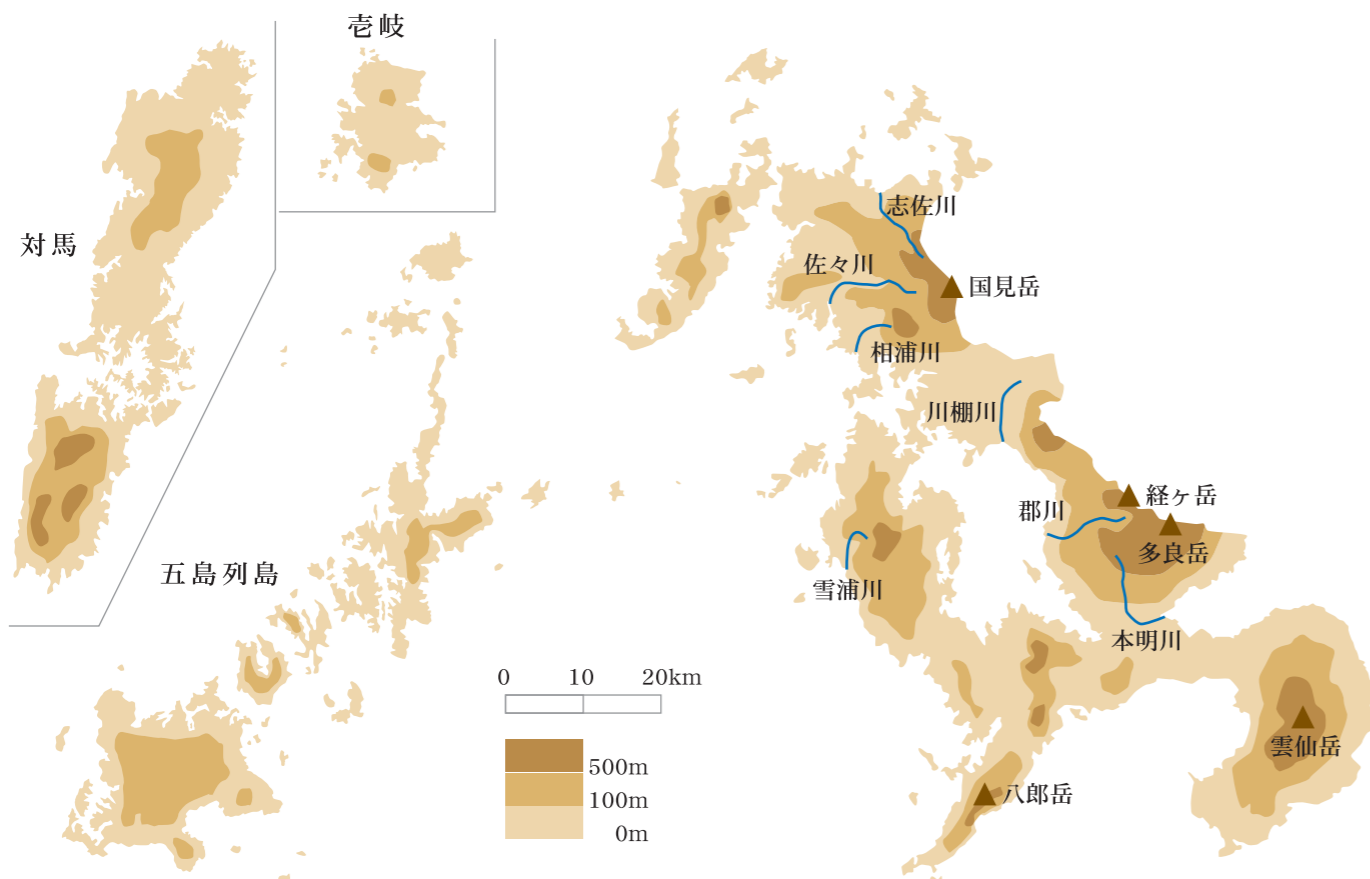 壱岐
対馬
志佐川
佐々川
国見岳
相浦川
川棚川
経ヶ岳
郡川
多良岳
五島列島
雪浦川
本明川
0 10 20km
雲仙岳
500m
八郎岳
100m
0m